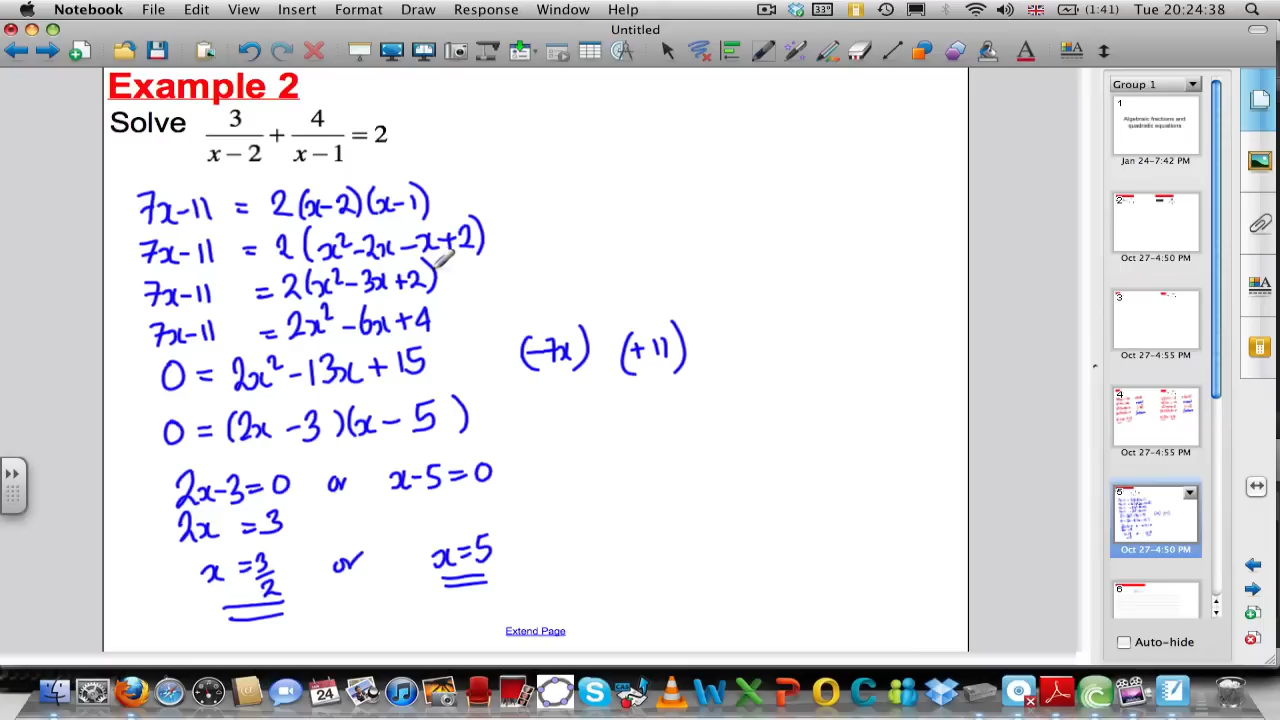 Notebook File Edit View Insert Format Draw Response Window Help 33° (1:41) Tue 20:24:38
Untitled
Example 2
Solve 3/(x − 2) + 4/(x − 1) = 2
7x-11 = 2(x-2)(x-1)
7x-11 = 2(x²-2x-x+2)
7x-11 = 2(x²-3x+2)
7x-11 = 2x²-6x+4
(-7x) (+11)
0 = 2x²-13x+15
0 = (2x-3)(x-5)
2x-3=0 or x-5=0
2x =3
x = 3/2 or x=5
Extend Page
Group 1
1
Algebraic fractions and
quadratic equations
Jan 24-7:42 PM
2
Oct 27-4:50 PM
3
Oct 27-4:55 PM
4
Oct 27-4:55 PM
5
Oct 27-4:50 PM
6
Auto-hide
24